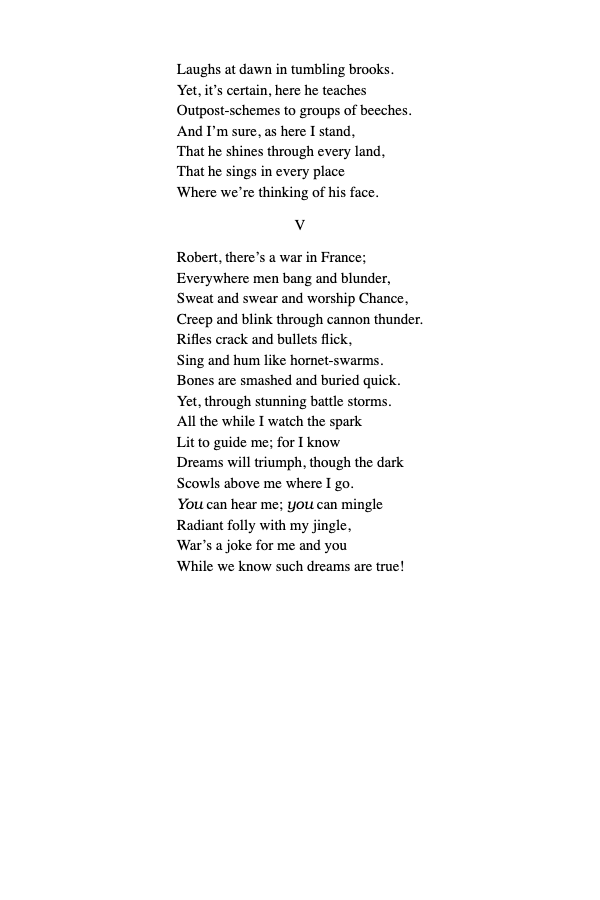 Laughs at dawn in tumbling brooks.
Yet, it’s certain, here he teaches
Outpost-schemes to groups of beeches.
And I’m sure, as here I stand,
That he shines through every land,
That he sings in every place
Where we’re thinking of his face.
V
Robert, there’s a war in France;
Everywhere men bang and blunder,
Sweat and swear and worship Chance,
Creep and blink through cannon thunder.
Rifles crack and bullets flick,
Sing and hum like hornet-swarms.
Bones are smashed and buried quick.
Yet, through stunning battle storms.
All the while I watch the spark
Lit to guide me; for I know
Dreams will triumph, though the dark
Scowls above me where I go.
You can hear me; you can mingle
Radiant folly with my jingle,
War’s a joke for me and you
While we know such dreams are true!